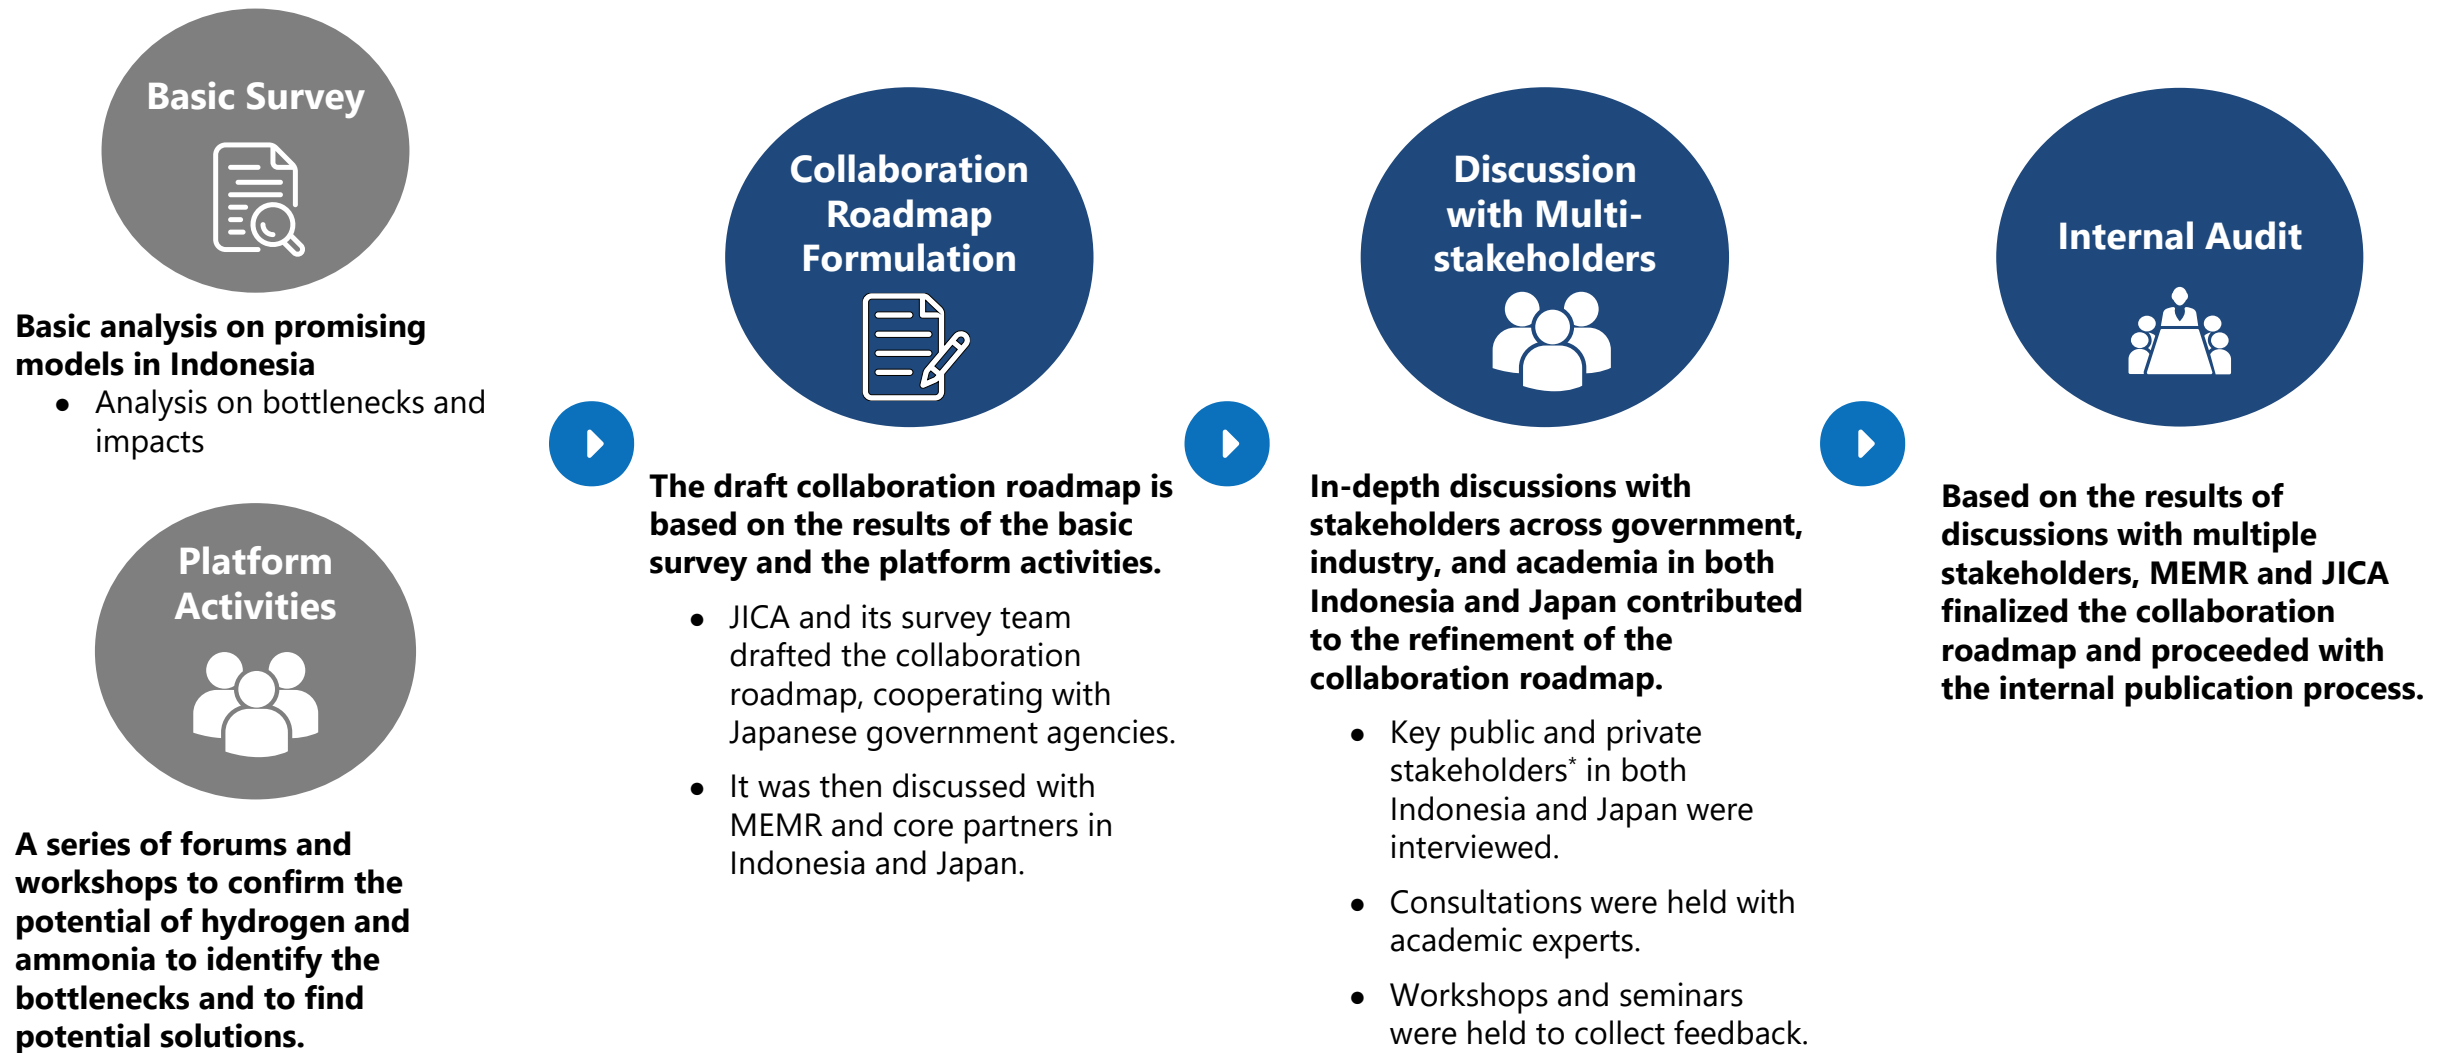 Basic Survey
Basic analysis on promising
models in Indonesia
● Analysis on bottlenecks and
impacts
Platform
Activities
A series of forums and
workshops to confirm the
potential of hydrogen and
ammonia to identify the
bottlenecks and to find
potential solutions.
Collaboration
Roadmap
Formulation
The draft collaboration roadmap is
based on the results of the basic
survey and the platform activities.
● JICA and its survey team
drafted the collaboration
roadmap, cooperating with
Japanese government agencies.
● It was then discussed with
MEMR and core partners in
Indonesia and Japan.
Discussion
with Multi-
stakeholders
In-depth discussions with
stakeholders across government,
industry, and academia in both
Indonesia and Japan contributed
to the refinement of the
collaboration roadmap.
● Key public and private
stakeholders* in both
Indonesia and Japan were
interviewed.
● Consultations were held with
academic experts.
● Workshops and seminars
were held to collect feedback.
Internal Audit
Based on the results of
discussions with multiple
stakeholders, MEMR and JICA
finalized the collaboration
roadmap and proceeded with
the internal publication process.